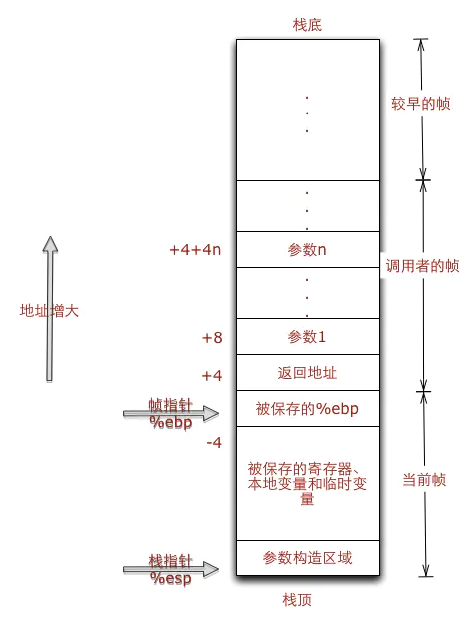 栈底
较早的帧
+4+4n
参数n
调用者的帧
地址增大
+8
参数1
+4
返回地址
帧指针
%ebp
被保存的%ebp
-4
被保存的寄存器、
本地变量和临时变
量
当前帧
栈指针
%esp
参数构造区域
栈顶